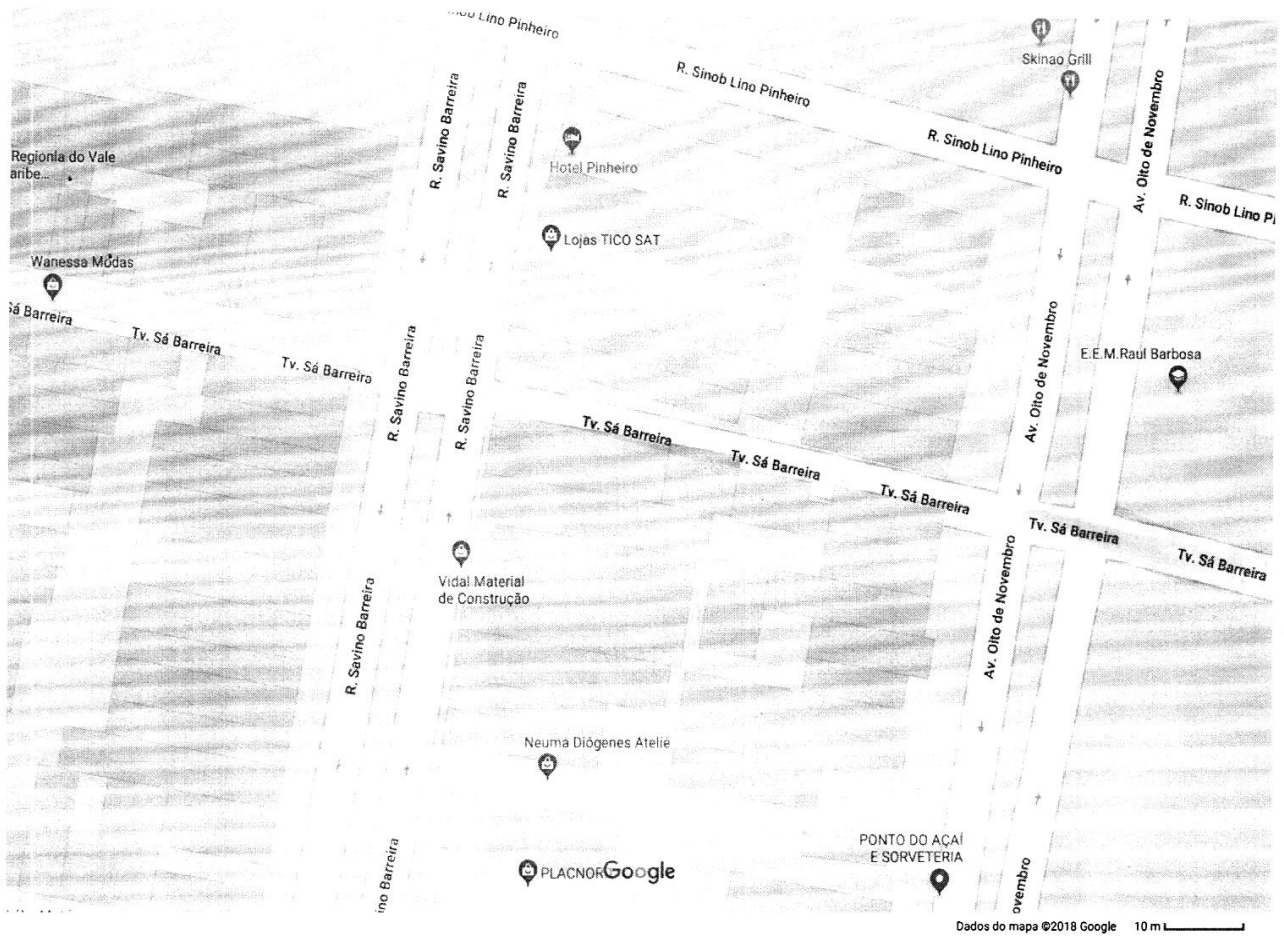 Lino Pinheiro
R. Sinob Lino Pinheiro
Skinao Grill
R. Savino Barreira
R. Savino Barreira
Av. Oito de Novembro
R. Sinob Lino Pinheiro
Regionla do Vale
aribe...
Hotel Pinheiro
R. Sinob Lino Pi
Lojas TICO SAT
Wanessa Modas
Sá Barreira
Tv. Sá Barreira
Tv. Sá Barreira
R. Savino Barreira
R. Savino Barreira
Av. Oito de Novembro
E.E.M.Raul Barbosa
Tv. Sá Barreira
Tv. Sá Barreira
Tv. Sá Barreira
Tv. Sá Barreira
Tv. Sá Barreira
Vidal Material
de Construção
R. Savino Barreira
Av. Oito de Novembro
Neuma Diógenes Ateliê
PONTO DO AÇAÍ
E SORVETERIA
PLACNOR
Google
ino Barreira
ovembro
Dados do mapa ©2018 Google 10 m